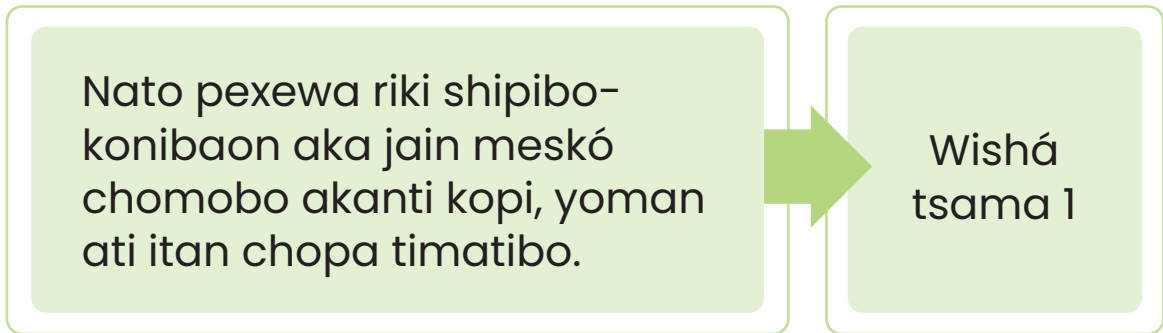 Nato pexewa riki shipibo-
konibaon aka jain meskó
chomobo akanti kopi, yoman
ati itan chopa timatibo.
Wishá
tsama 1